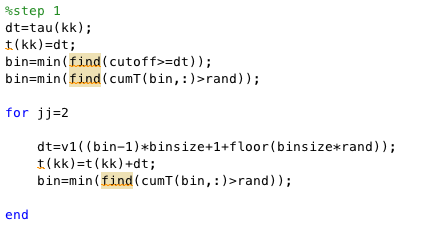 %step 1
dt=tau(kk);
t(kk)=dt;
bin=min(find(cutoff>=dt));
bin=min(find(cumT(bin,:)>rand));
for jj=2
dt=v1((bin-1)*binsize+1+floor(binsize*rand));
t(kk)=t(kk)+dt;
bin=min(find(cumT(bin,:)>rand));
end